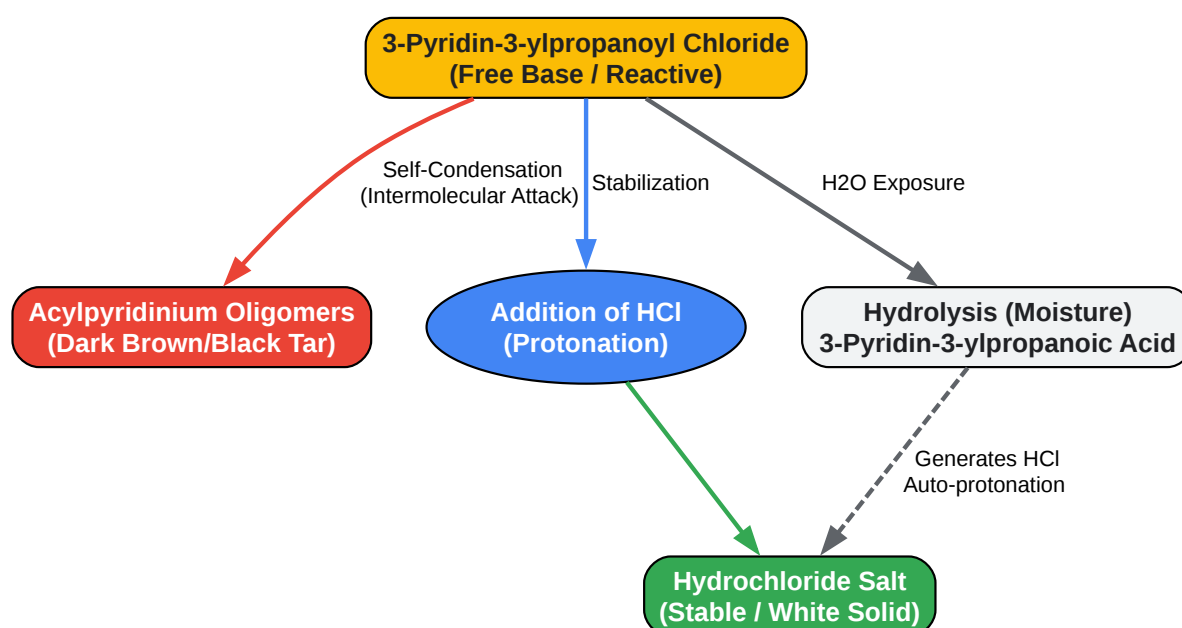 3-Pyridin-3-ylpropanoyl Chloride
(Free Base / Reactive)
Self-Condensation
(Intermolecular Attack)
Stabilization
H2O Exposure
Acylpyridinium Oligomers
(Dark Brown/Black Tar)
Addition of HCl
(Protonation)
Hydrolysis (Moisture)
3-Pyridin-3-ylpropanoic Acid
Generates HCl
Auto-protonation
Hydrochloride Salt
(Stable / White Solid)